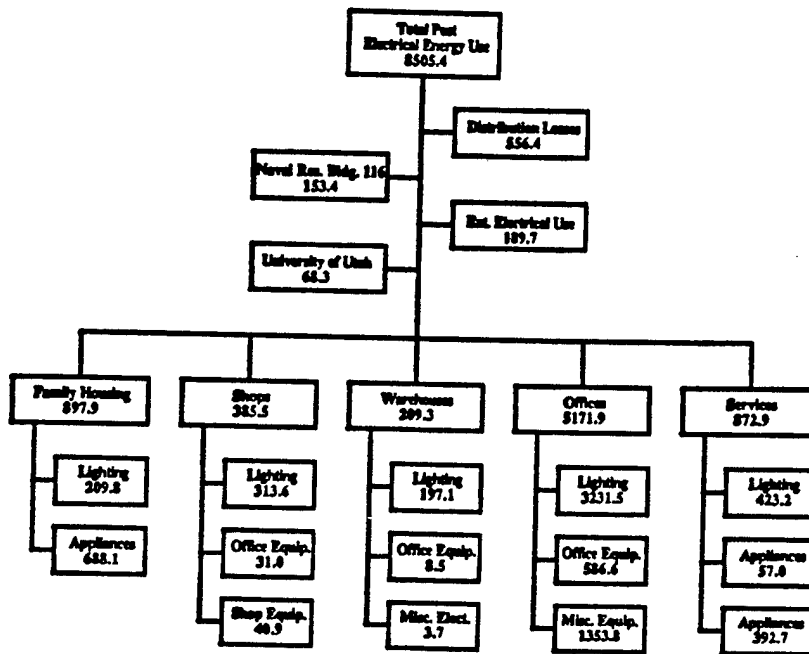 Total Post
Electrical Energy Use
8505.4
Distribution Losses
556.4
Naval Res. Bldg. 116
153.4
Ext. Electrical Use
189.7
University of Utah
68.3
Family Housing
897.9
Shops
385.5
Warehouses
209.3
Offices
5171.9
Services
872.9
Lighting
209.8
Lighting
313.6
Lighting
197.1
Lighting
3231.5
Lighting
423.2
Appliances
688.1
Office Equip.
31.0
Office Equip.
8.5
Office Equip.
586.6
Appliances
57.0
Shop Equip.
40.9
Misc. Elect.
3.7
Misc. Equip.
1353.8
Appliances
392.7